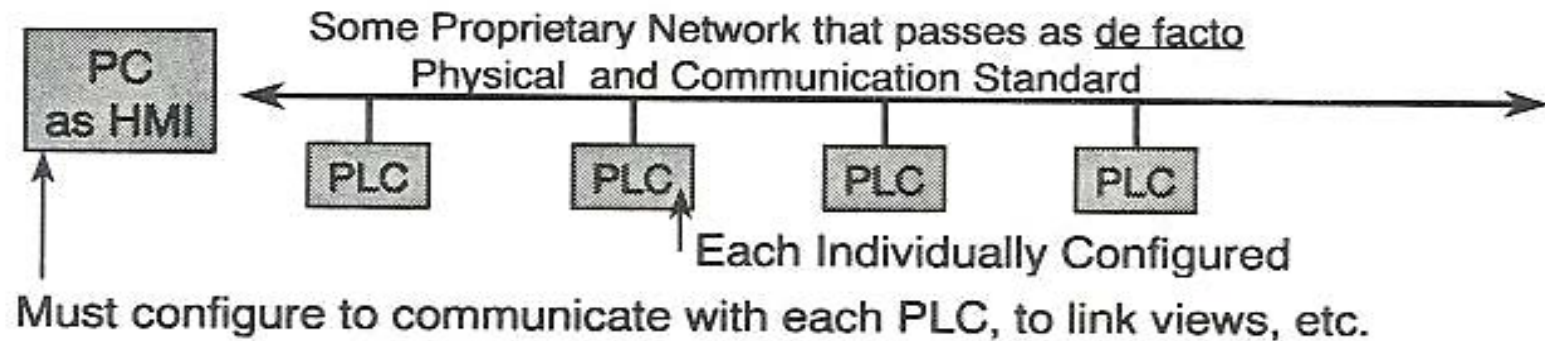 Some Proprietary Network that passes as de facto
Physical and Communication Standard
PC
as HMI
PLC
PLC
PLC
PLC
Each Individually Configured
Must configure to communicate with each PLC, to link views, etc.